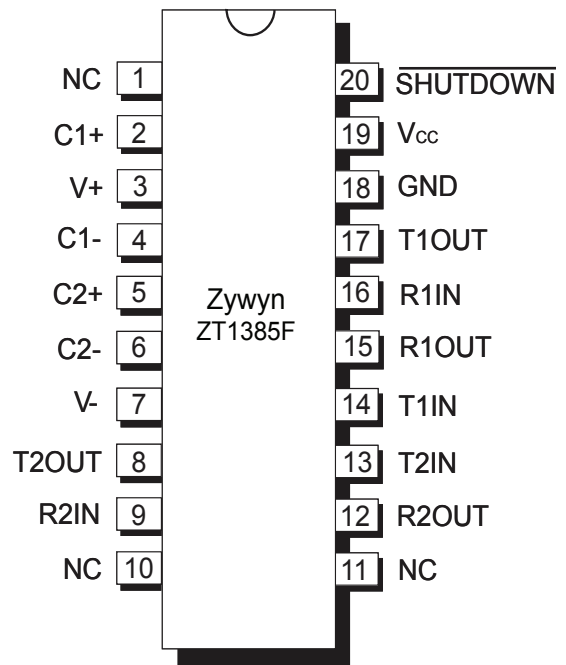 NC 1 20 SHUTDOWN
C1+ 2 19 Vcc
V+ 3 18 GND
C1- 4 17 T1OUT
C2+ 5 16 R1IN
Zywyn
ZT1385F
C2- 6 15 R1OUT
V- 7 14 T1IN
T2OUT 8 13 T2IN
R2IN 9 12 R2OUT
NC 10 11 NC